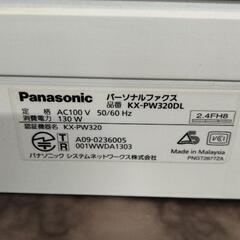 Panasonic パーソナルファクス
品番 KX-PW320DL
定 格 AC100 V 50/60 Hz
消費電力 130 W
2.4FH8
認証機器名 KX-PW320
A09-0236005
001WWDA1303
パナソニック システムネットワークス株式会社
Made in Malaysia
PNGT2677ZA